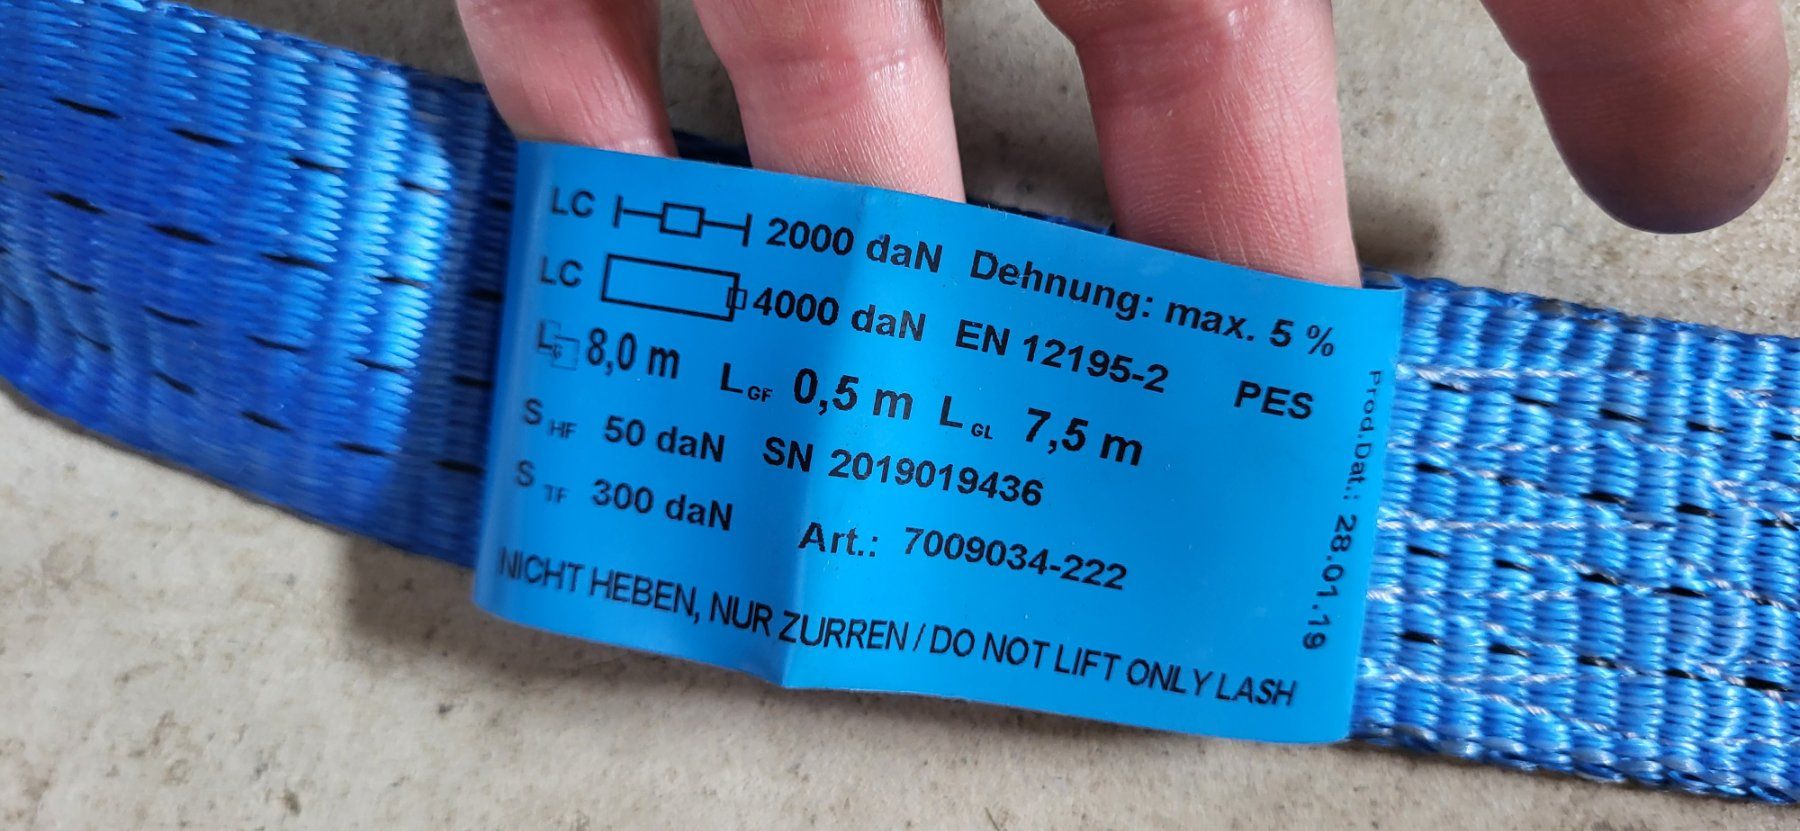 LC 2000 daN Dehnung: max. 5 %
LC 4000 daN EN 12195-2 PES
LG 8,0 m LGF 0,5 m LGL 7,5 m
SHF 50 daN SN 2019019436
STF 300 daN Art.: 7009034-222
NICHT HEBEN, NUR ZURREN / DO NOT LIFT ONLY LASH
Prod.Dat.: 28.01.19